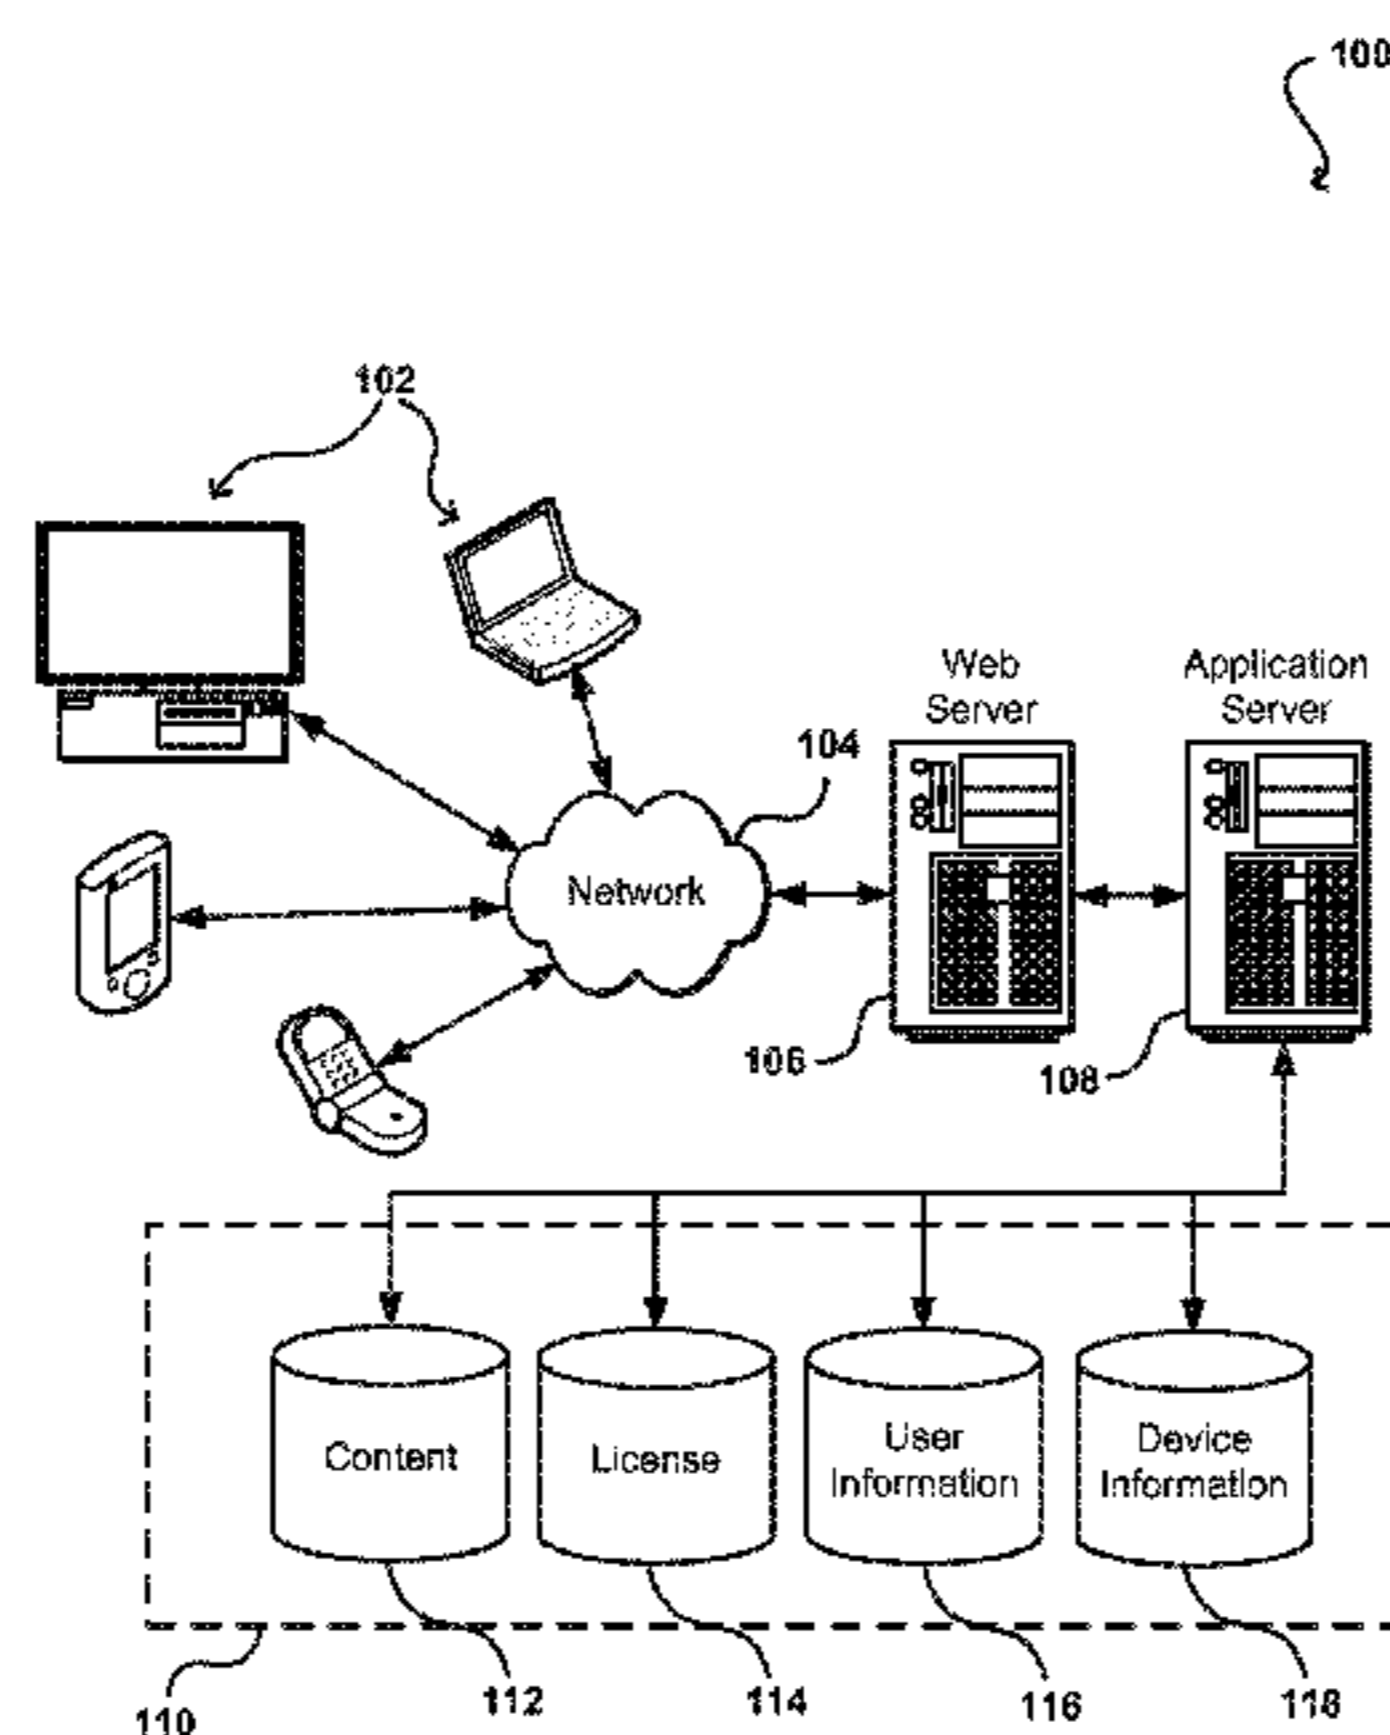 100
102
Web
Server
Application
Server
104
Network
106
108
Content
License
User
Information
Device
Information
110
112
114
116
118